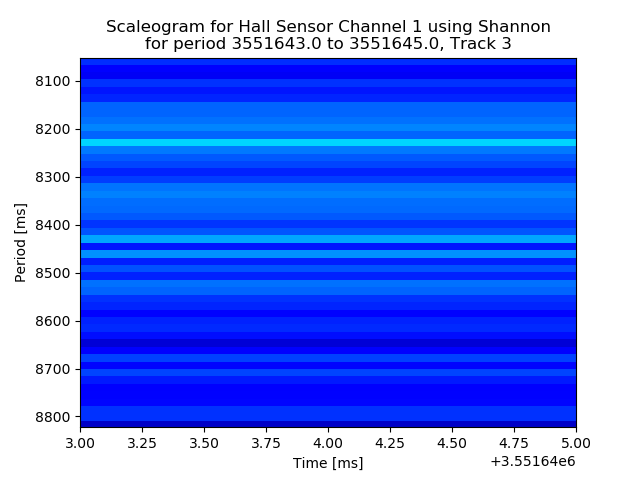 Scaleogram for Hall Sensor Channel 1 using Shannon
for period 3551643.0 to 3551645.0, Track 3
Period [ms]
8100
8200
8300
8400
8500
8600
8700
8800
3.00 3.25 3.50 3.75 4.00 4.25 4.50 4.75 5.00
Time [ms]
+3.55164e6